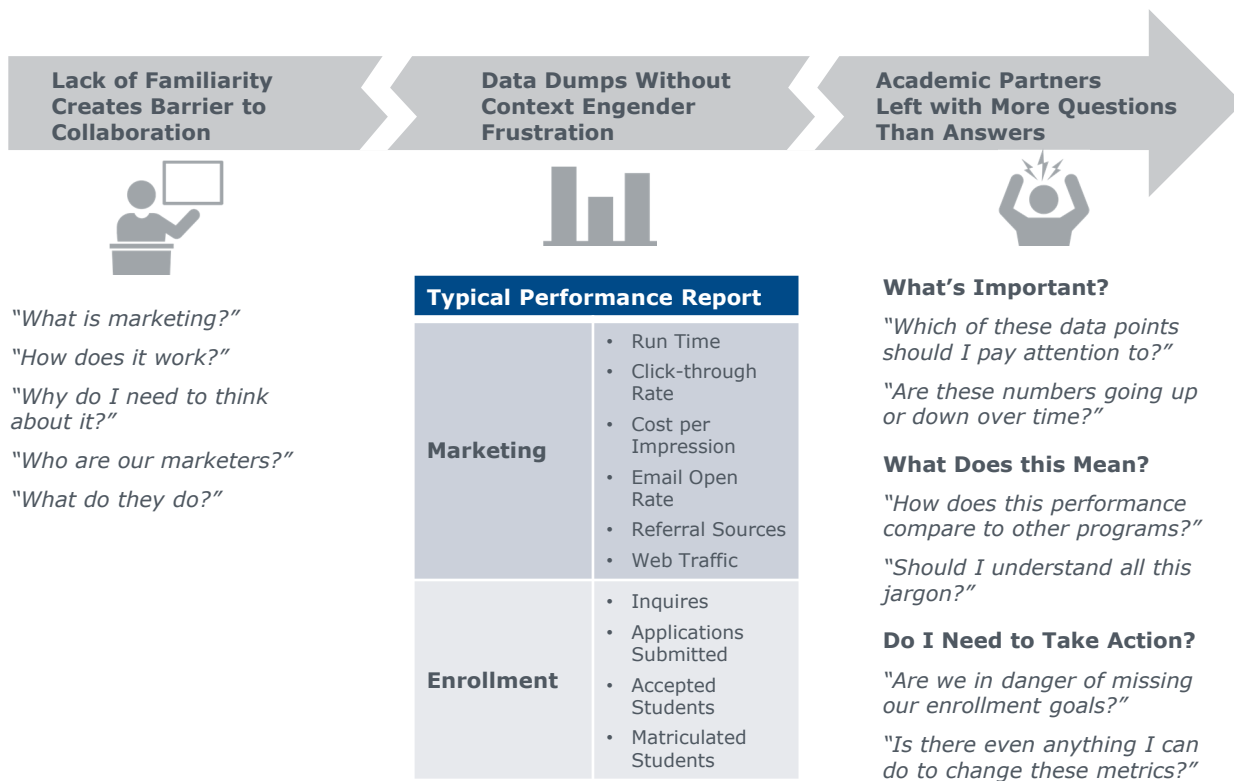 Lack of Familiarity
Creates Barrier to
Collaboration
“What is marketing?”
“How does it work?”
“Why do I need to think
about it?”
“Who are our marketers?”
“What do they do?”
Data Dumps Without
Context Engender
Frustration
Typical Performance Report
Marketing
• Run Time
• Click-through
Rate
• Cost per
Impression
• Email Open
Rate
• Referral Sources
• Web Traffic
Enrollment
• Inquires
• Applications
Submitted
• Accepted
Students
• Matriculated
Students
Academic Partners
Left with More Questions
Than Answers
What’s Important?
“Which of these data points
should I pay attention to?”
“Are these numbers going up
or down over time?”
What Does this Mean?
“How does this performance
compare to other programs?”
“Should I understand all this
jargon?”
Do I Need to Take Action?
“Are we in danger of missing
our enrollment goals?”
“Is there even anything I can
do to change these metrics?”